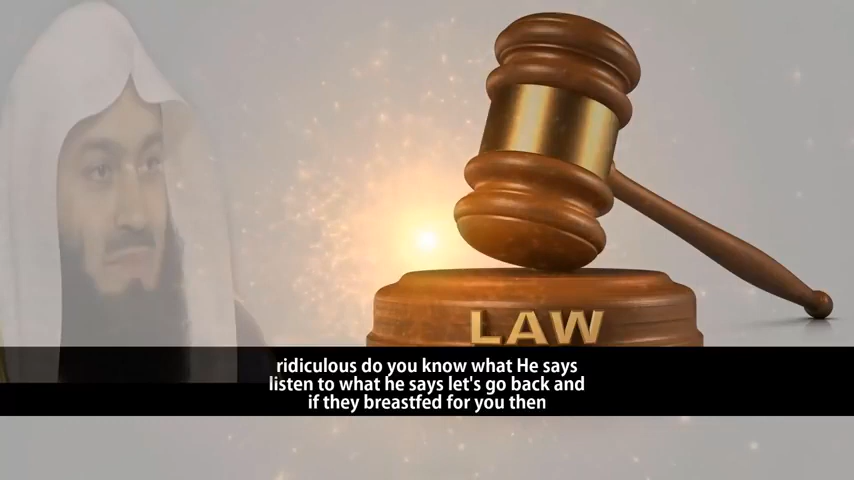 LAW
ridiculous do you know what He says
listen to what he says let's go back and
if they breastfed for you then